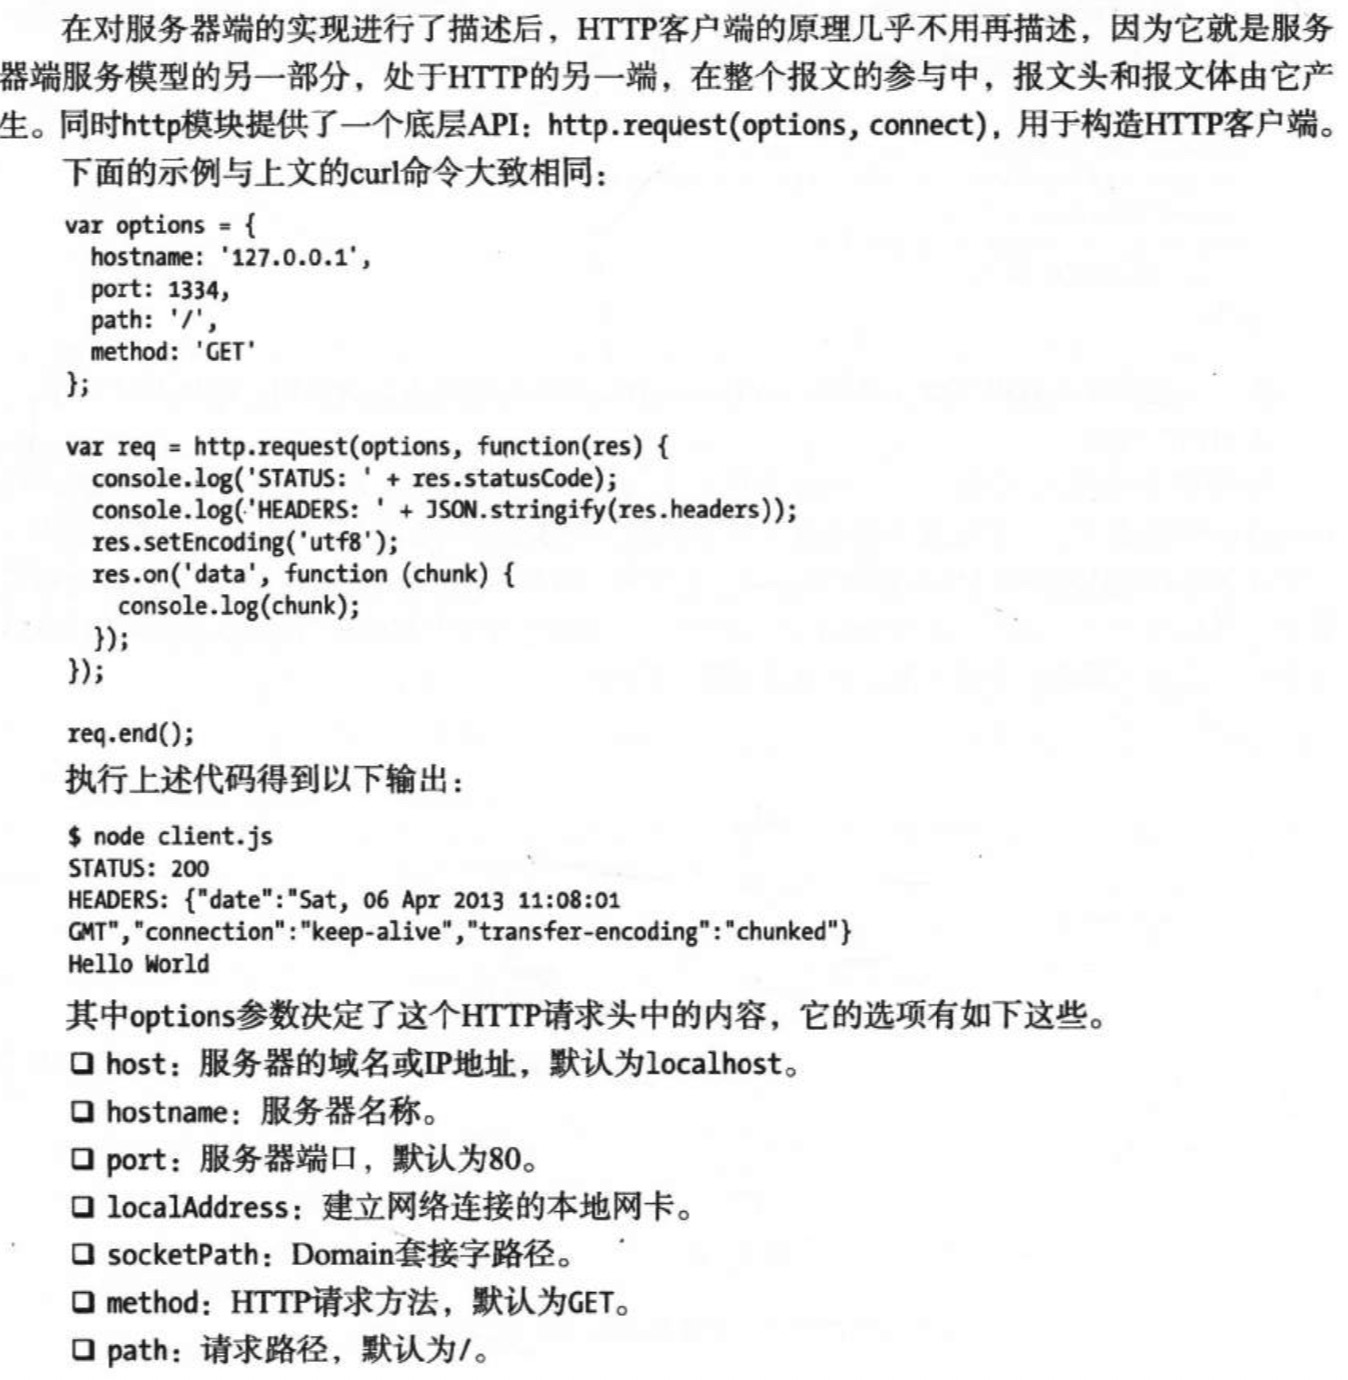 在对服务器端的实现进行了描述后，HTTP客户端的原理几乎不用再描述，因为它就是服务
器端服务模型的另一部分，处于HTTP的另一端，在整个报文的参与中，报文头和报文体由它产
生。同时http模块提供了一个底层API：http.request(options, connect)，用于构造HTTP客户端。
下面的示例与上文的curl命令大致相同：
var options = {
  hostname: '127.0.0.1',
  port: 1334,
  path: '/',
  method: 'GET'
};
var req = http.request(options, function(res) {
  console.log('STATUS: ' + res.statusCode);
  console.log('HEADERS: ' + JSON.stringify(res.headers));
  res.setEncoding('utf8');
  res.on('data', function (chunk) {
    console.log(chunk);
  });
});
req.end();
执行上述代码得到以下输出：
$ node client.js
STATUS: 200
HEADERS: {"date":"Sat, 06 Apr 2013 11:08:01
GMT","connection":"keep-alive","transfer-encoding":"chunked"}
Hello World
其中options参数决定了这个HTTP请求头中的内容，它的选项有如下这些。
❑ host：服务器的域名或IP地址，默认为localhost。
❑ hostname：服务器名称。
❑ port：服务器端口，默认为80。
❑ localAddress：建立网络连接的本地网卡。
❑ socketPath：Domain套接字路径。
❑ method：HTTP请求方法，默认为GET。
❑ path：请求路径，默认为/。